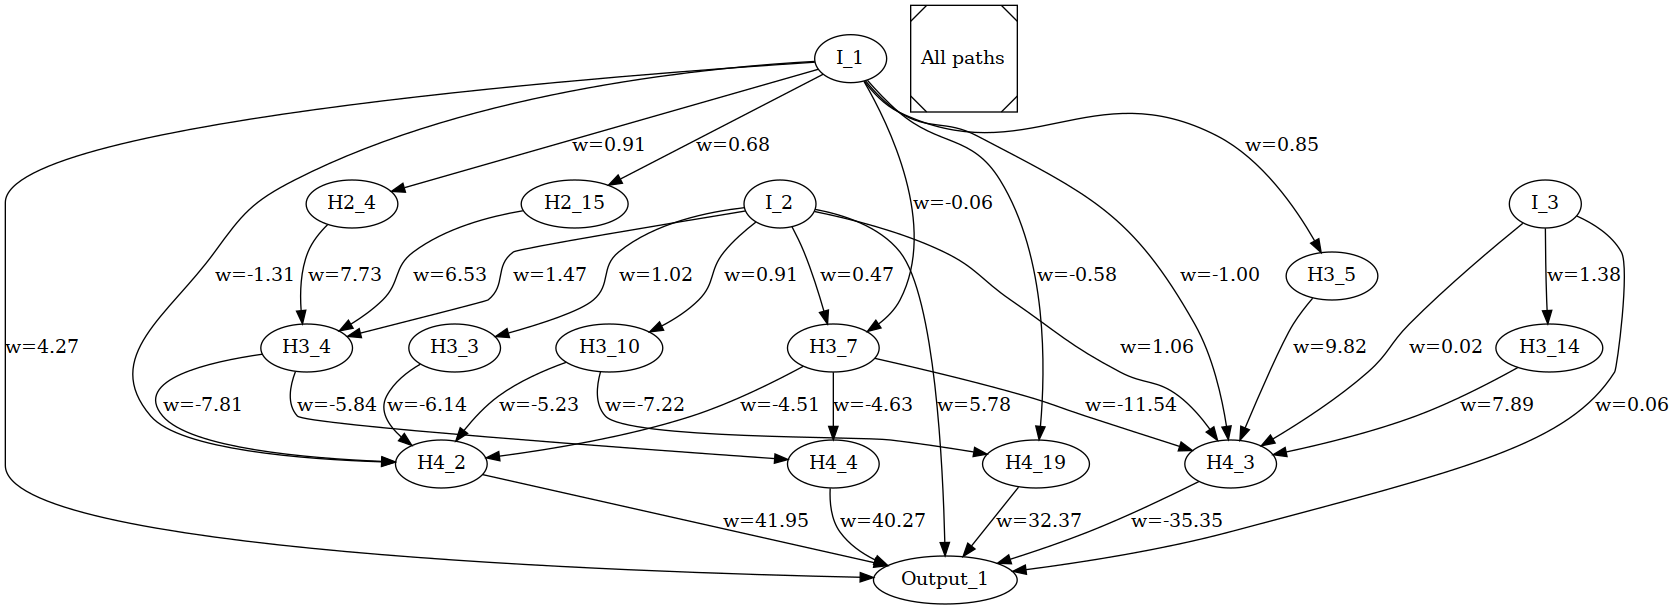 I_1
All paths
w=0.91
w=0.68
w=0.85
H2_4
H2_15
I_2
w=-0.06
I_3
w=-1.31
w=7.73
w=6.53
w=1.47
w=1.02
w=0.91
w=0.47
w=-0.58
w=-1.00
H3_5
w=1.38
w=4.27
H3_4
H3_3
H3_10
H3_7
w=1.06
w=9.82
w=0.02
H3_14
w=-7.81
w=-5.84
w=-6.14
w=-5.23
w=-7.22
w=-4.51
w=-4.63
w=5.78
w=-11.54
w=7.89
w=0.06
H4_2
H4_4
H4_19
H4_3
w=41.95
w=40.27
w=32.37
w=-35.35
Output_1